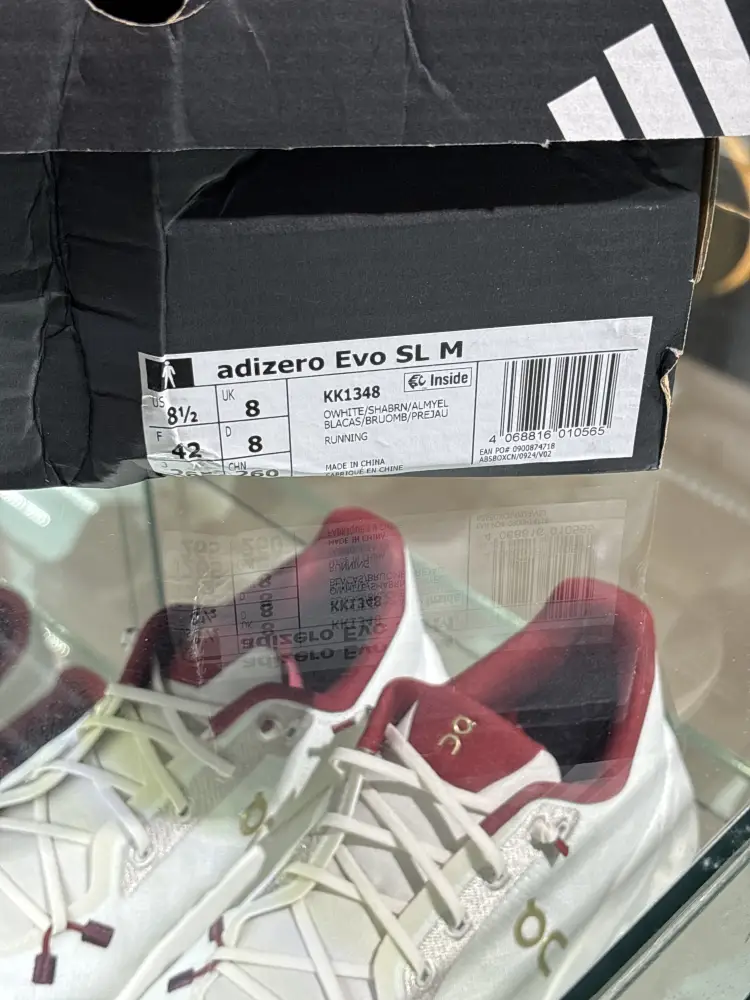 adizero Evo SL M
US 8½ UK 8
F 42 D 8
CHN 260
KK1348
Inside
OWHITE/SHABRN/ALMYEL
BLACAS/BRUOMB/PREJAU
RUNNING
MADE IN CHINA
FABRIQUÉ EN CHINE
4 068816 010565
EAN PO# 0900874718
ABSBOXCN/0924/V02